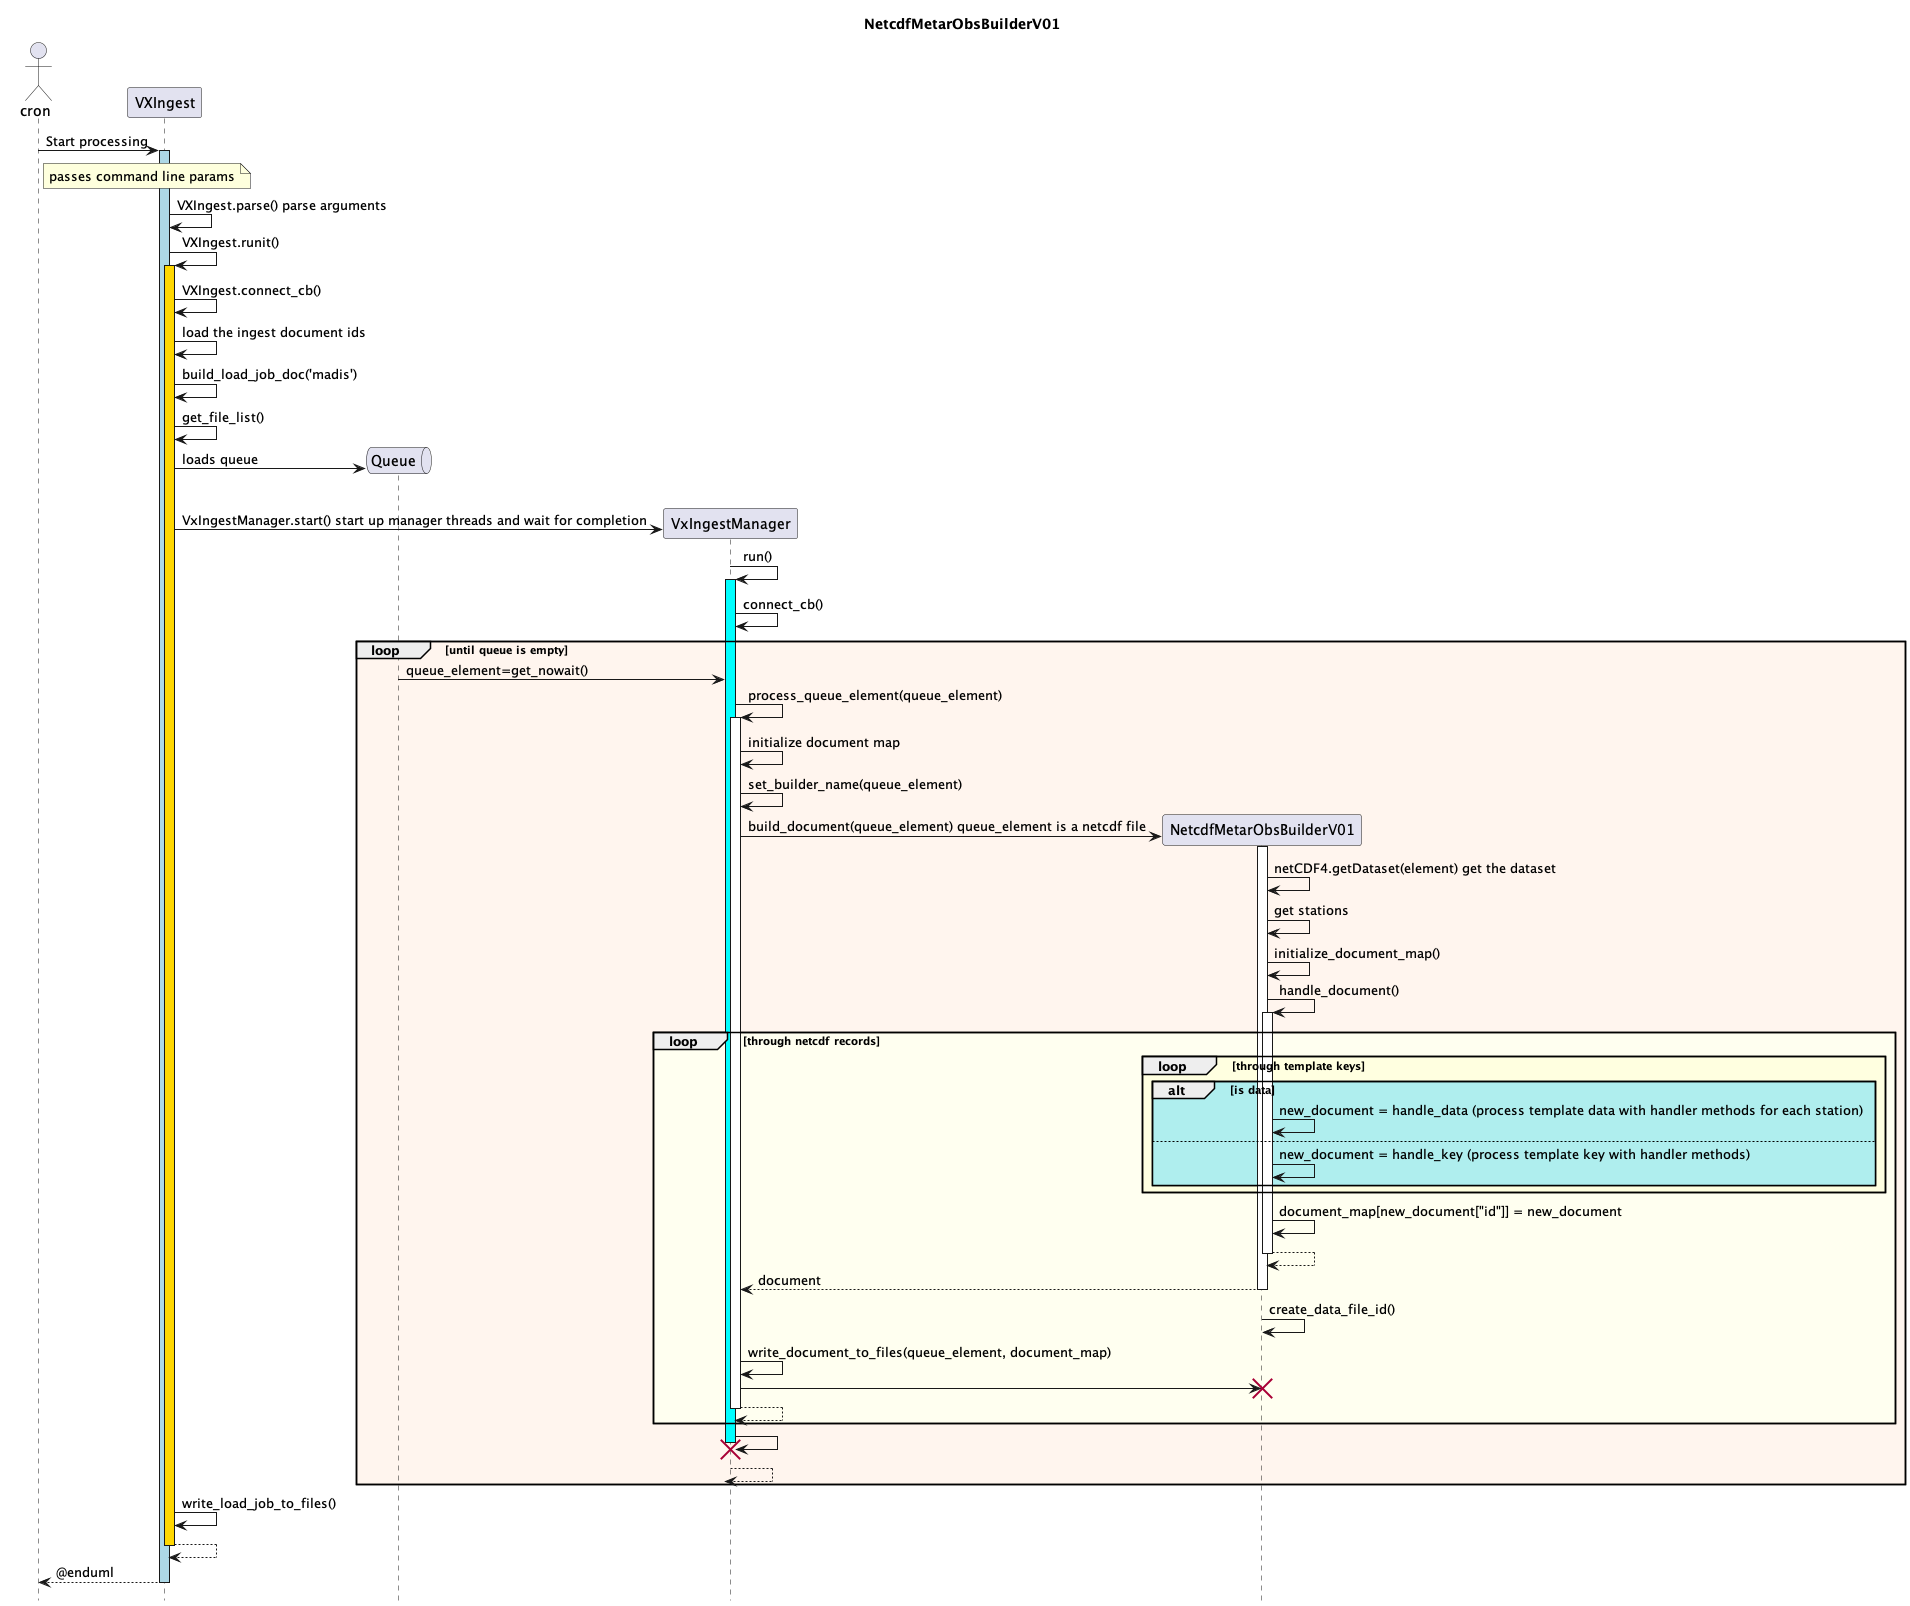 NetcdfMetarObsBuilderV01
cron
VXIngest
Start processing
passes command line params
VXIngest.parse() parse arguments
VXIngest.runit()
VXIngest.connect_cb()
load the ingest document ids
build_load_job_doc('madis')
get_file_list()
loads queue
Queue
VxIngestManager.start() start up manager threads and wait for completion
VxIngestManager
run()
connect_cb()
loop [until queue is empty]
queue_element=get_nowait()
process_queue_element(queue_element)
initialize document map
set_builder_name(queue_element)
build_document(queue_element) queue_element is a netcdf file
NetcdfMetarObsBuilderV01
netCDF4.getDataset(element) get the dataset
get stations
initialize_document_map()
handle_document()
loop [through netcdf records]
loop [through template keys]
alt [is data]
new_document = handle_data (process template data with handler methods for each station)
new_document = handle_key (process template key with handler methods)
document_map[new_document["id"]] = new_document
document
create_data_file_id()
write_document_to_files(queue_element, document_map)
write_load_job_to_files()
@enduml